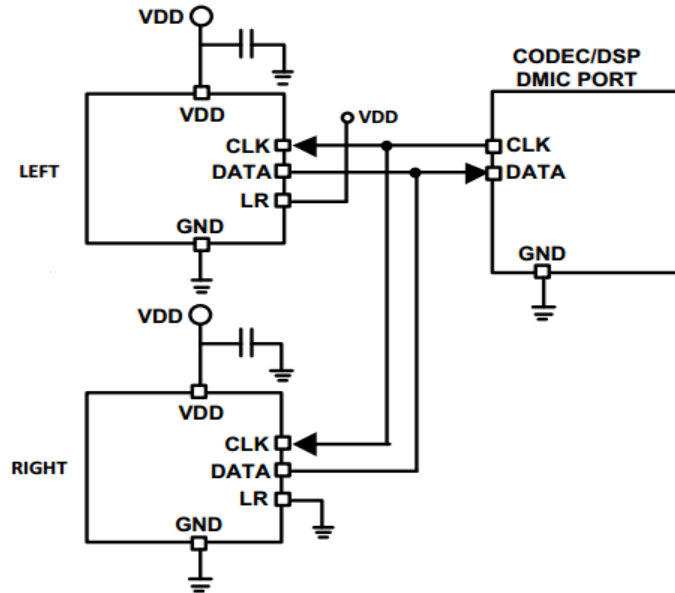 VDD
CODEC/DSP
DMIC PORT
VDD
VDD
CLK
CLK
LEFT
DATA
DATA
LR
GND
GND
VDD
VDD
CLK
RIGHT
DATA
LR
GND